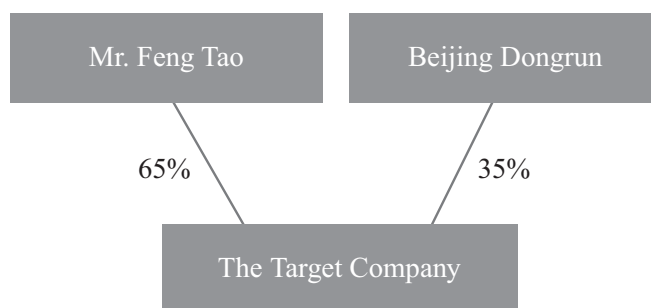 Mr. Feng Tao
Beijing Dongrun
65%
35%
The Target Company